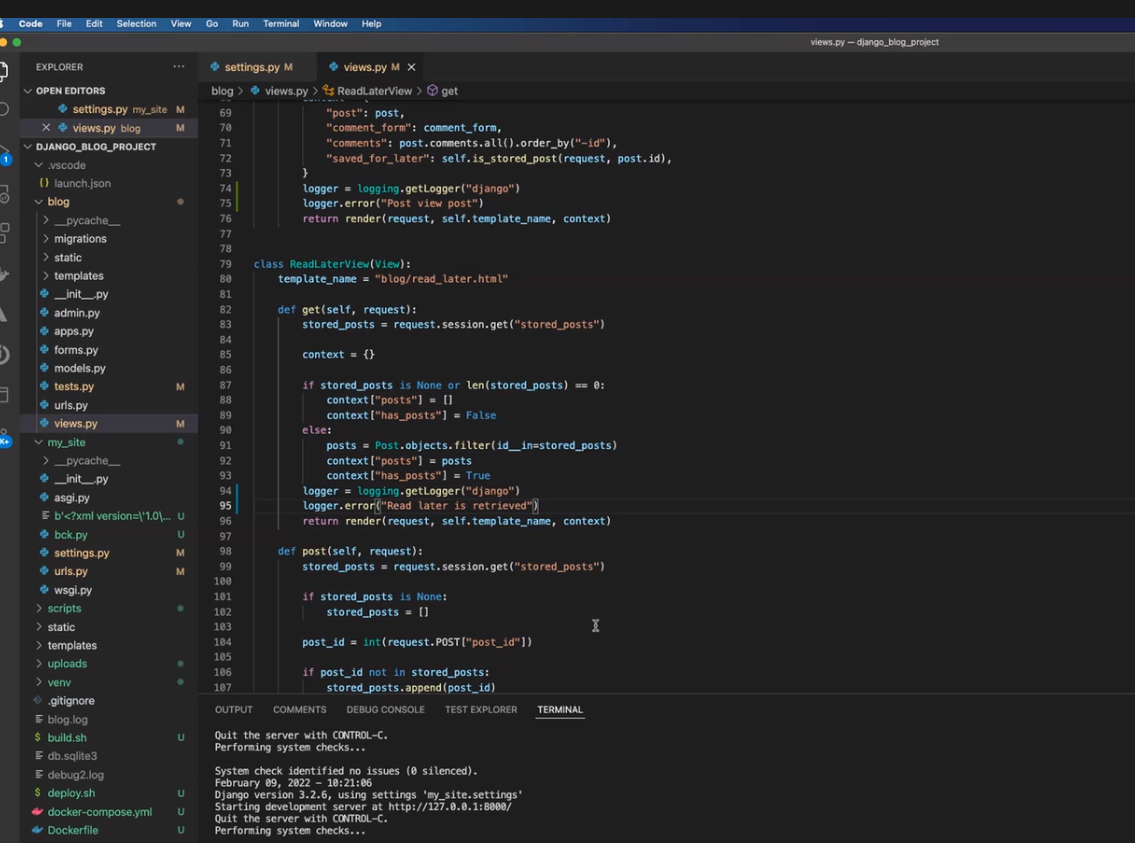 Code File Edit Selection View Go Run Terminal Window Help
views.py — django_blog_project
EXPLORER ...
OPEN EDITORS
settings.py my_site M
views.py blog M
DJANGO_BLOG_PROJECT
.vscode
launch.json
blog
__pycache__
migrations
static
templates
__init__.py
admin.py
apps.py
forms.py
models.py
tests.py M
urls.py
views.py M
my_site
__pycache__
__init__.py
asgi.py
b'<?xml version=\'1.0\... U
bck.py U
settings.py M
urls.py M
wsgi.py
scripts
static
templates
uploads
venv
.gitignore
blog.log
build.sh U
db.sqlite3
debug2.log
deploy.sh U
docker-compose.yml U
Dockerfile U
1
K+
settings.py M views.py M
blog > views.py > ReadLaterView > get
69 "post": post,
70 "comment_form": comment_form,
71 "comments": post.comments.all().order_by("-id"),
72 "saved_for_later": self.is_stored_post(request, post.id),
73 }
74 logger = logging.getLogger("django")
75 logger.error("Post view post")
76 return render(request, self.template_name, context)
77
78
79 class ReadLaterView(View):
80 template_name = "blog/read_later.html"
81
82 def get(self, request):
83 stored_posts = request.session.get("stored_posts")
84
85 context = {}
86
87 if stored_posts is None or len(stored_posts) == 0:
88 context["posts"] = []
89 context["has_posts"] = False
90 else:
91 posts = Post.objects.filter(id__in=stored_posts)
92 context["posts"] = posts
93 context["has_posts"] = True
94 logger = logging.getLogger("django")
95 logger.error("Read later is retrieved")
96 return render(request, self.template_name, context)
97
98 def post(self, request):
99 stored_posts = request.session.get("stored_posts")
100
101 if stored_posts is None:
102 stored_posts = []
103
104 post_id = int(request.POST["post_id"])
105
106 if post_id not in stored_posts:
107 stored_posts.append(post_id)
OUTPUT COMMENTS DEBUG CONSOLE TEST EXPLORER TERMINAL
Quit the server with CONTROL-C.
Performing system checks...
System check identified no issues (0 silenced).
February 09, 2022 - 10:21:06
Django version 3.2.6, using settings 'my_site.settings'
Starting development server at http://127.0.0.1:8000/
Quit the server with CONTROL-C.
Performing system checks...